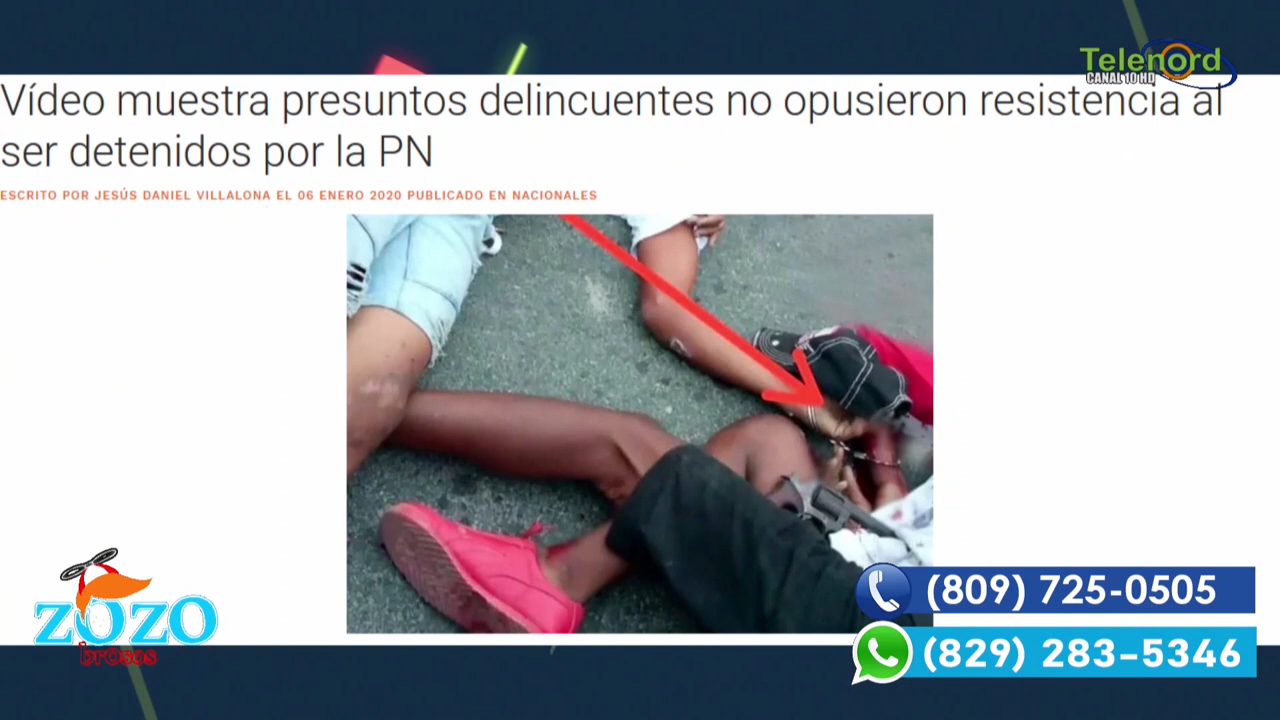 Telenord
CANAL 10 HD
Vídeo muestra presuntos delincuentes no opusieron resistencia al
ser detenidos por la PN
ESCRITO POR JESÚS DANIEL VILLALONA EL 06 ENERO 2020 PUBLICADO EN NACIONALES
ZOZO
brosos
(809) 725-0505
(829) 283-5346